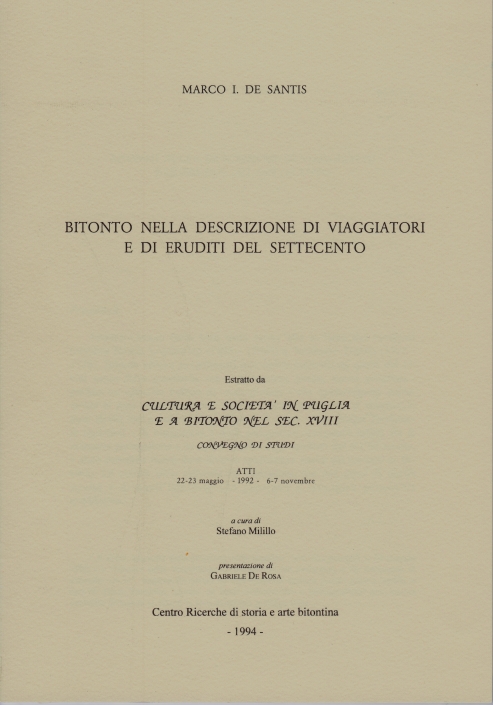 MARCO I. DE SANTIS
BITONTO NELLA DESCRIZIONE DI VIAGGIATORI
E DI ERUDITI DEL SETTECENTO
Estratto da
CULTURA E SOCIETA' IN PUGLIA
E A BITONTO NEL SEC. XVIII
CONVEGNO DI STUDI
ATTI
22-23 maggio - 1992 - 6-7 novembre
a cura di
Stefano Milillo
presentazione di
GABRIELE DE ROSA
Centro Ricerche di storia e arte bitontina
- 1994 -